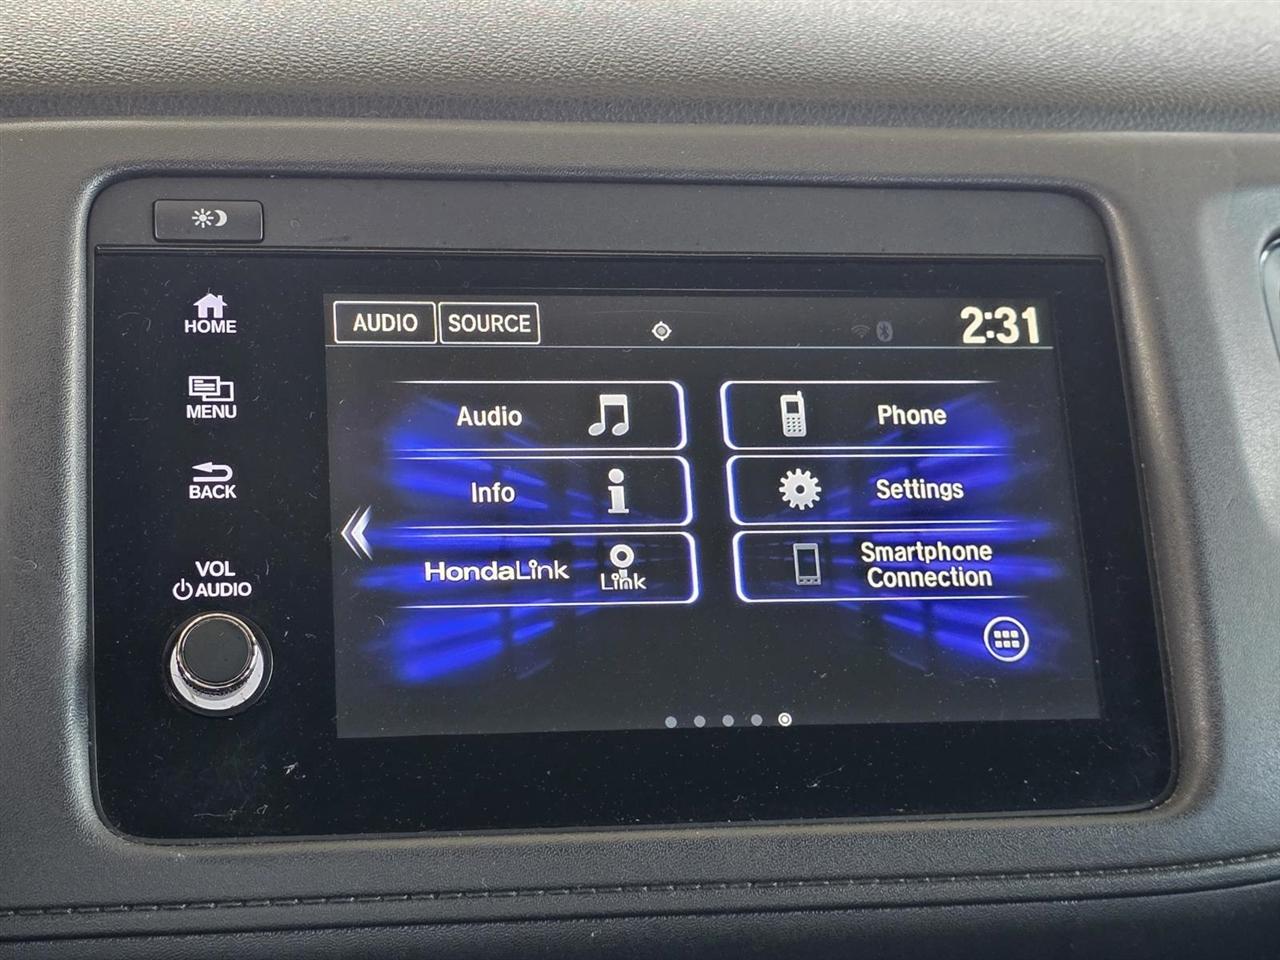 HOME
MENU
BACK
VOL
AUDIO
AUDIO SOURCE 2:31
Audio
Phone
Info
Settings
HondaLink
Link
Smartphone
Connection